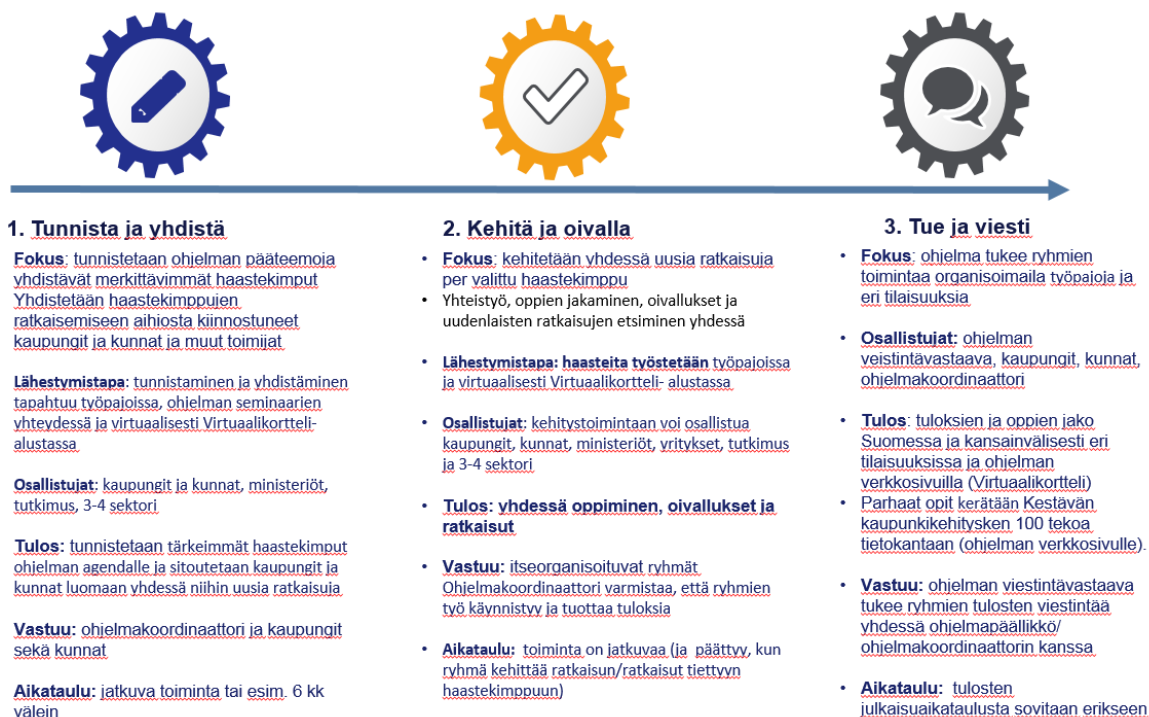 1. Tunnista ja yhdistä
Fokus: tunnistetaan ohjelman pääteemoja
yhdistävät merkittävimmät haastekimput
Yhdistetään haastekimppujen
ratkaisemiseen aihiosta kiinnostuneet
kaupungit ja kunnat ja muut toimijat
Lähestymistapa: tunnistaminen ja yhdistäminen
tapahtuu työpajoissa, ohjelman seminaarien
yhteydessä ja virtuaalisesti Virtuaalikortteli-
alustassa
Osallistujat: kaupungit ja kunnat, ministeriöt,
tutkimus, 3-4 sektori
Tulos: tunnistetaan tärkeimmät haastekimput
ohjelman agendalle ja sitoutetaan kaupungit ja
kunnat luomaan yhdessä niihin uusia ratkaisuja
Vastuu: ohjelmakoordinaattori ja kaupungit
sekä kunnat
Aikataulu: jatkuva toiminta tai esim. 6 kk
välein
2. Kehitä ja oivalla
• Fokus: kehitetään yhdessä uusia ratkaisuja
per valittu haastekimppu
• Yhteistyö, oppien jakaminen, oivallukset ja
uudenlaisten ratkaisujen etsiminen yhdessä
• Lähestymistapa: haasteita työstetään työpajoissa
ja virtuaalisesti Virtuaalikortteli- alustassa
• Osallistujat: kehitystoimintaan voi osallistua
kaupungit, kunnat, ministeriöt, yritykset, tutkimus
ja 3-4 sektori
• Tulos: yhdessä oppiminen, oivallukset ja
ratkaisut
• Vastuu: itseorganisoituvat ryhmät
Ohjelmakoordinaattori varmistaa, että ryhmien
työ käynnistyy ja tuottaa tuloksia
• Aikataulu: toiminta on jatkuvaa (ja päättyy, kun
ryhmä kehittää ratkaisun/ratkaisut tiettyyn
haastekimppuun)
3. Tue ja viesti
• Fokus: ohjelma tukee ryhmien
toimintaa organisoimaila työpajoja ja
eri tilaisuuksia
• Osallistujat: ohjelman
veistintävastaava, kaupungit, kunnat,
ohjelmakoordinaattori
• Tulos: tuloksien ja oppien jako
Suomessa ja kansainvälisesti eri
tilaisuuksissa ja ohjelman
verkkosivuilla (Virtuaalikortteli)
• Parhaat opit kerätään Kestävän
kaupunkikehitysken 100 tekoa
tietokantaan (ohjelman verkkosivulle).
• Vastuu: ohjelman viestintävastaava
tukee ryhmien tulosten viestintää
yhdessä ohjelmapäällikkö/
ohjelmakoordinaattorin kanssa
• Aikataulu: tulosten
julkaisuaikataulusta sovitaan erikseen